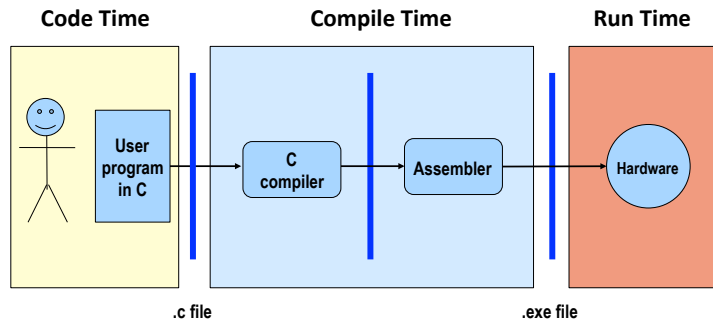 Code Time
Compile Time
Run Time
User
program
in C
C
compiler
Assembler
Hardware
.c file
.exe file